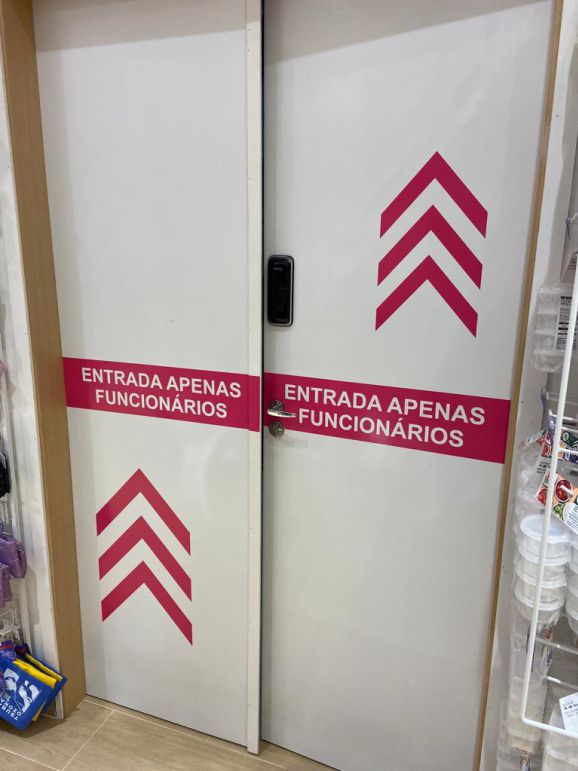 ENTRADA APENAS
FUNCIONÁRIOS
ENTRADA APENAS
FUNCIONÁRIOS